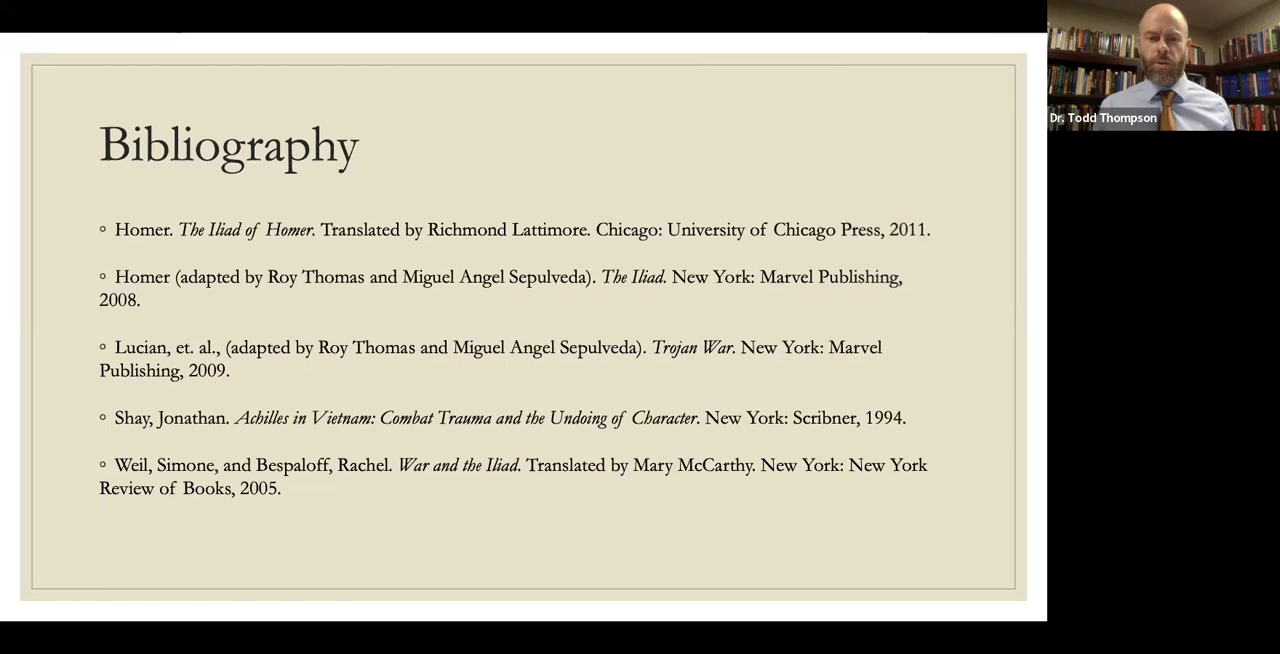 Bibliography
◦ Homer. The Iliad of Homer. Translated by Richmond Lattimore. Chicago: University of Chicago Press, 2011.
◦ Homer (adapted by Roy Thomas and Miguel Angel Sepulveda). The Iliad. New York: Marvel Publishing,
2008.
◦ Lucian, et. al., (adapted by Roy Thomas and Miguel Angel Sepulveda). Trojan War. New York: Marvel
Publishing, 2009.
◦ Shay, Jonathan. Achilles in Vietnam: Combat Trauma and the Undoing of Character. New York: Scribner, 1994.
◦ Weil, Simone, and Bespaloff, Rachel. War and the Iliad. Translated by Mary McCarthy. New York: New York
Review of Books, 2005.
Dr. Todd Thompson